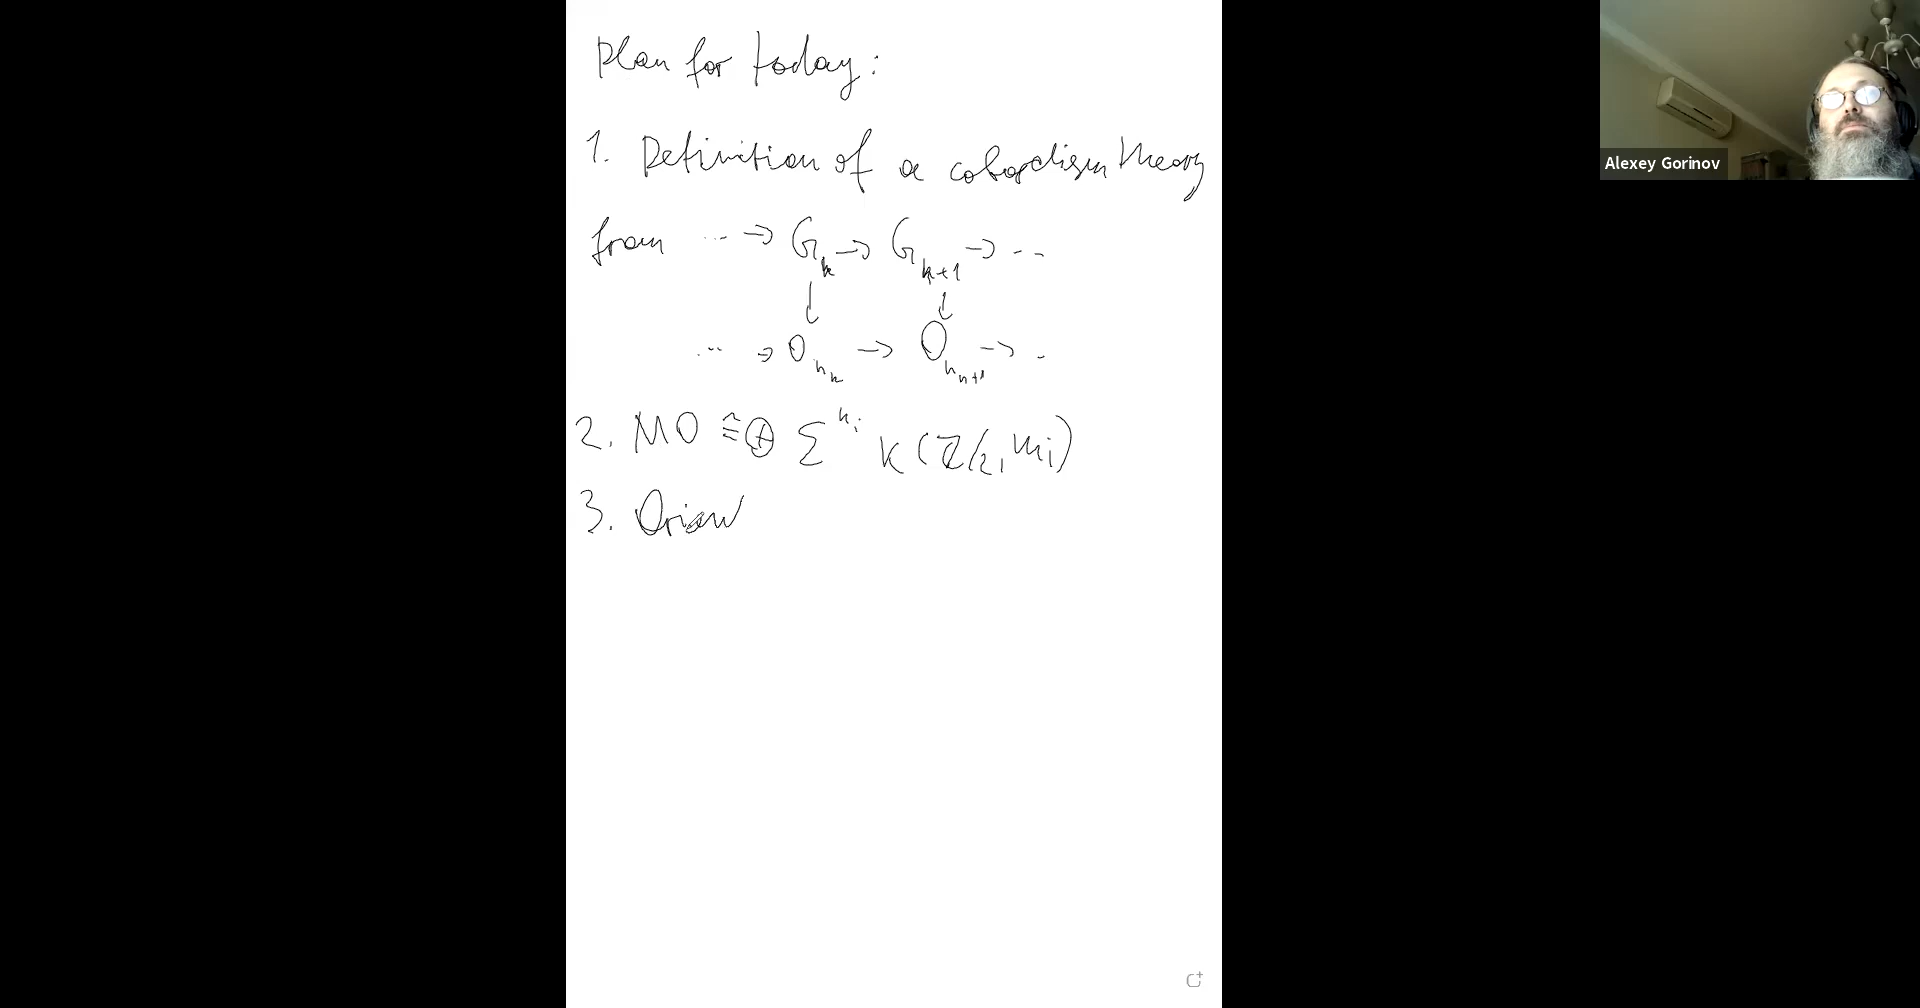 Plan for today:
1. Definition of a cobordism theory
from ... → G_k → G_{k+1} → ...
↓ ↓
... → O_{n_k} → O_{n_{n+1}} → ...
2. MO ≅ ⊕ Σ^{n_i} K(ℤ/2, m_i)
3. Orien
Alexey Gorinov